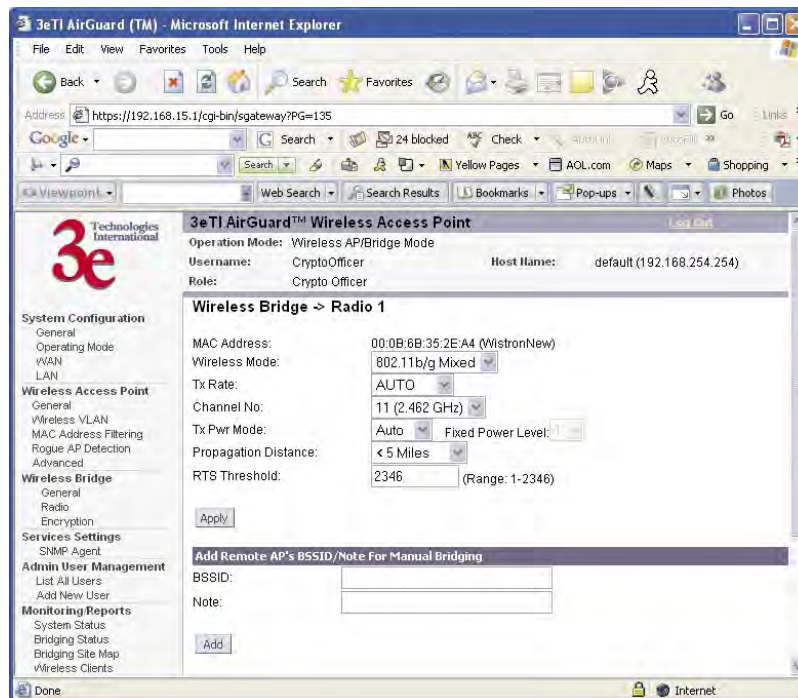 3eTI AirGuard (TM) - Microsoft Internet Explorer
File Edit View Favorites Tools Help
Back Search Favorites
Address https://192.168.15.1/cgi-bin/sgateway?PG=135 Go Links
Google Search 24 blocked Check
Search Yellow Pages AOL.com Maps Shopping
Viewpoint Web Search Search Results Bookmarks Pop-ups Photos
3e Technologies International
3eTI AirGuard™ Wireless Access Point Log Out
Operation Mode: Wireless AP/Bridge Mode
Username: CryptoOfficer Host Name: default (192.168.254.254)
Role: Crypto Officer
System Configuration
General
Operating Mode
WAN
LAN
Wireless Access Point
General
Wireless VLAN
MAC Address Filtering
Rogue AP Detection
Advanced
Wireless Bridge
General
Radio
Encryption
Services Settings
SNMP Agent
Admin User Management
List All Users
Add New User
Monitoring/Reports
System Status
Bridging Status
Bridging Site Map
Wireless Clients
Wireless Bridge -> Radio 1
MAC Address: 00:0B:6B:35:2E:A4 (WistronNew)
Wireless Mode: 802.11b/g Mixed
Tx Rate: AUTO
Channel No: 11 (2.462 GHz)
Tx Pwr Mode: Auto Fixed Power Level:
Propagation Distance: < 5 Miles
RTS Threshold: 2346 (Range: 1-2346)
Apply
Add Remote AP's BSSID/Note For Manual Bridging
BSSID:
Note:
Add
Done Internet